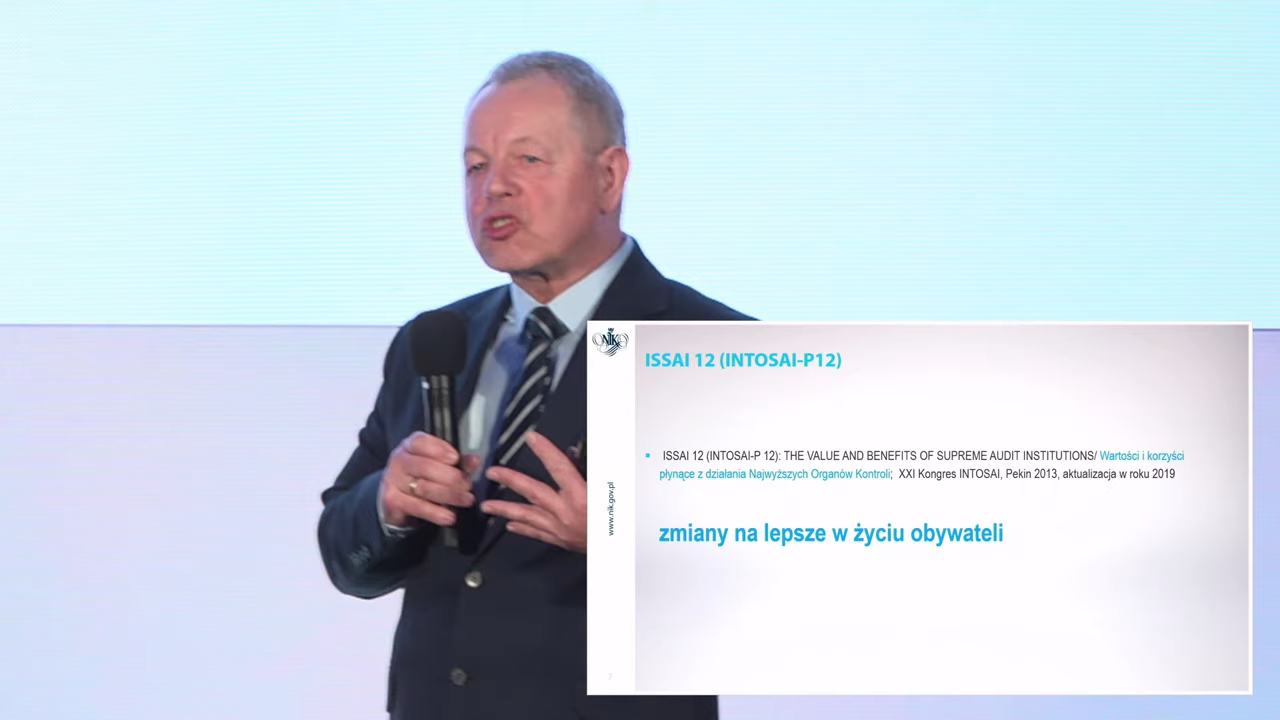 NIK
ISSAI 12 (INTOSAI-P12)
▪ ISSAI 12 (INTOSAI-P 12): THE VALUE AND BENEFITS OF SUPREME AUDIT INSTITUTIONS/ Wartości i korzyści
płynące z działania Najwyższych Organów Kontroli; XXI Kongres INTOSAI, Pekin 2013, aktualizacja w roku 2019
zmiany na lepsze w życiu obywateli
www.nik.gov.pl
7